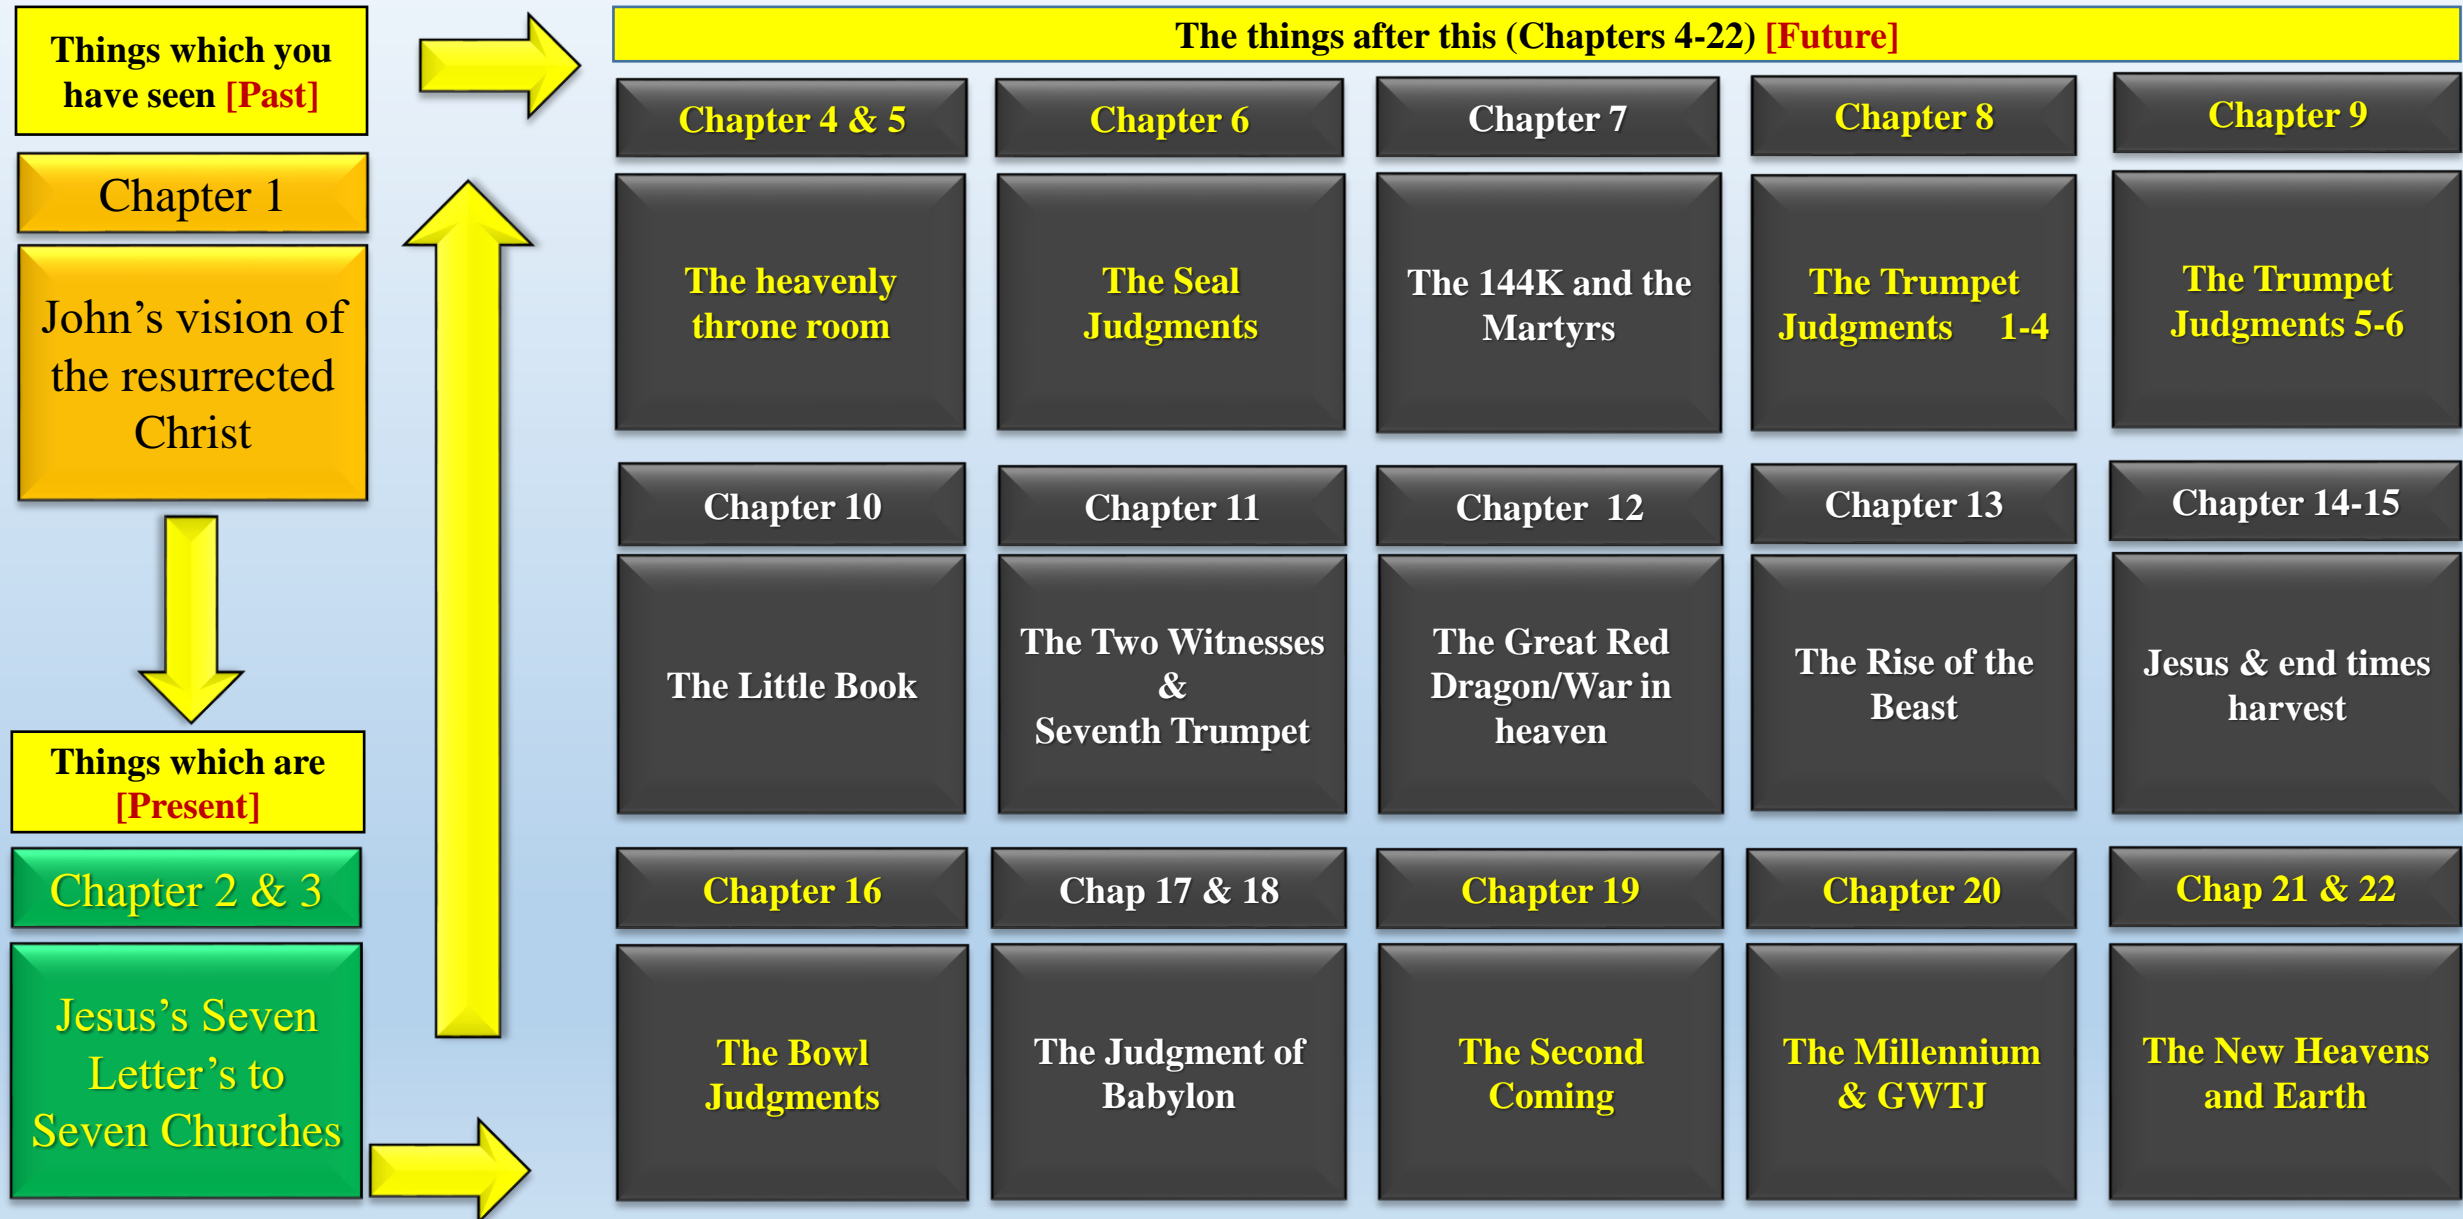 Things which you
have seen [Past]
Chapter 1
John’s vision of
the resurrected
Christ
Things which are
[Present]
Chapter 2 & 3
Jesus’s Seven
Letter’s to
Seven Churches
The things after this (Chapters 4-22) [Future]
Chapter 4 & 5
The heavenly
throne room
Chapter 6
The Seal
Judgments
Chapter 7
The 144K and the
Martyrs
Chapter 8
The Trumpet
Judgments 1-4
Chapter 9
The Trumpet
Judgments 5-6
Chapter 10
The Little Book
Chapter 11
The Two Witnesses
&
Seventh Trumpet
Chapter 12
The Great Red
Dragon/War in
heaven
Chapter 13
The Rise of the
Beast
Chapter 14-15
Jesus & end times
harvest
Chapter 16
The Bowl
Judgments
Chap 17 & 18
The Judgment of
Babylon
Chapter 19
The Second
Coming
Chapter 20
The Millennium
& GWTJ
Chap 21 & 22
The New Heavens
and Earth